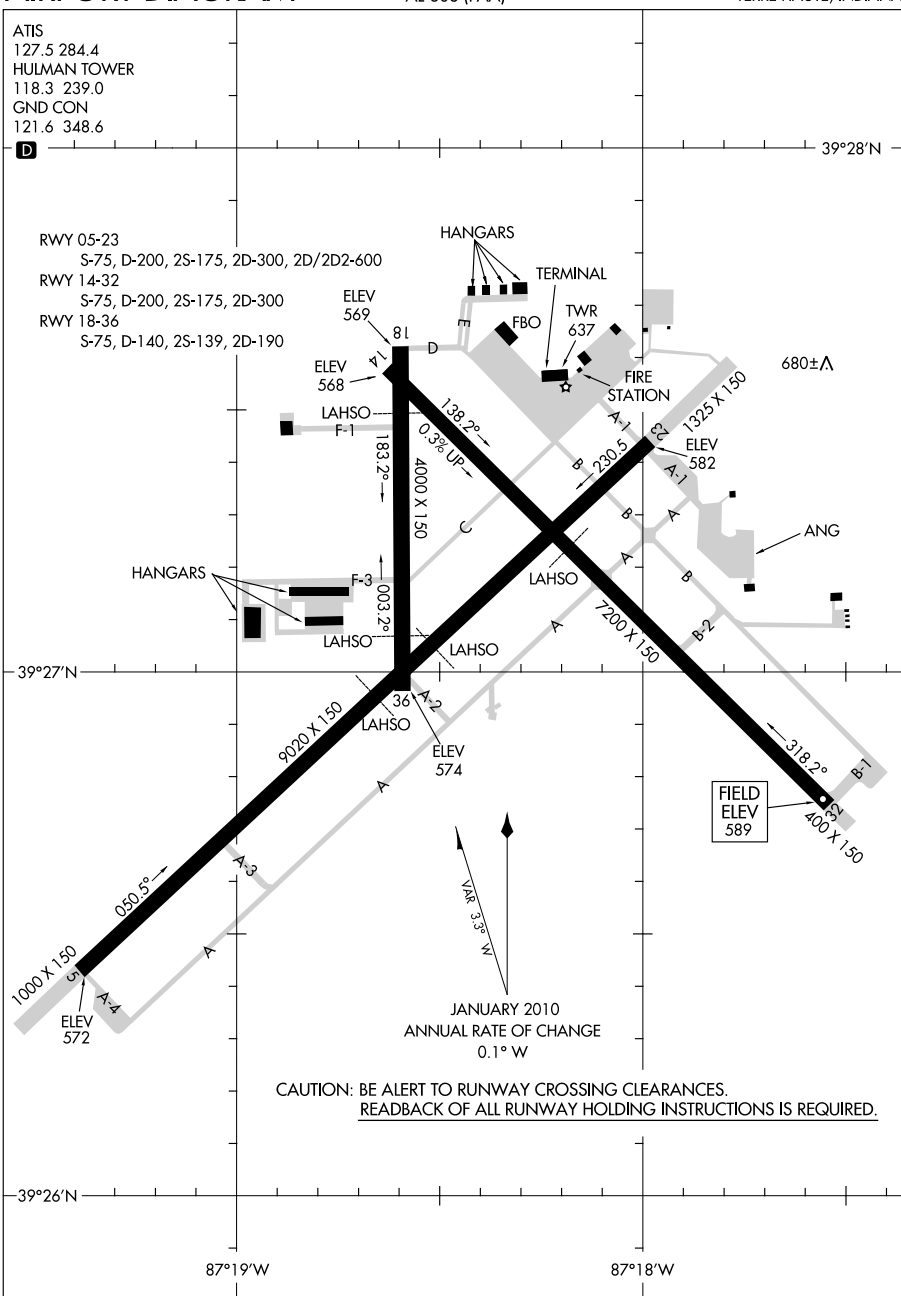 ATIS
127.5 284.4
HULMAN TOWER
118.3 239.0
GND CON
121.6 348.6
D
39°28'N
RWY 05-23
S-75, D-200, 2S-175, 2D-300, 2D/2D2-600
RWY 14-32
S-75, D-200, 2S-175, 2D-300
RWY 18-36
S-75, D-140, 2S-139, 2D-190
HANGARS
TERMINAL
TWR
637
FBO
E
D
ELEV
569
18
14
ELEV
568
FIRE
STATION
680±
LAHSO
F-1
138.2°
0.3% UP
183.2°
4000 X 150
A-1
23
1325 X 150
ELEV
582
230.5
A-1
B
B
A
A
B
C
ANG
LAHSO
HANGARS
F-3
003.2°
7200 X 150
B-2
A
LAHSO
LAHSO
39°27'N
36
A-2
LAHSO
9020 X 150
ELEV
574
A
318.2°
B-1
FIELD
ELEV
589
32
400 X 150
A-3
050.5°
VAR 3.3° W
A
1000 X 150
5
A-4
ELEV
572
JANUARY 2010
ANNUAL RATE OF CHANGE
0.1° W
CAUTION: BE ALERT TO RUNWAY CROSSING CLEARANCES.
READBACK OF ALL RUNWAY HOLDING INSTRUCTIONS IS REQUIRED.
39°26'N
87°19'W
87°18'W